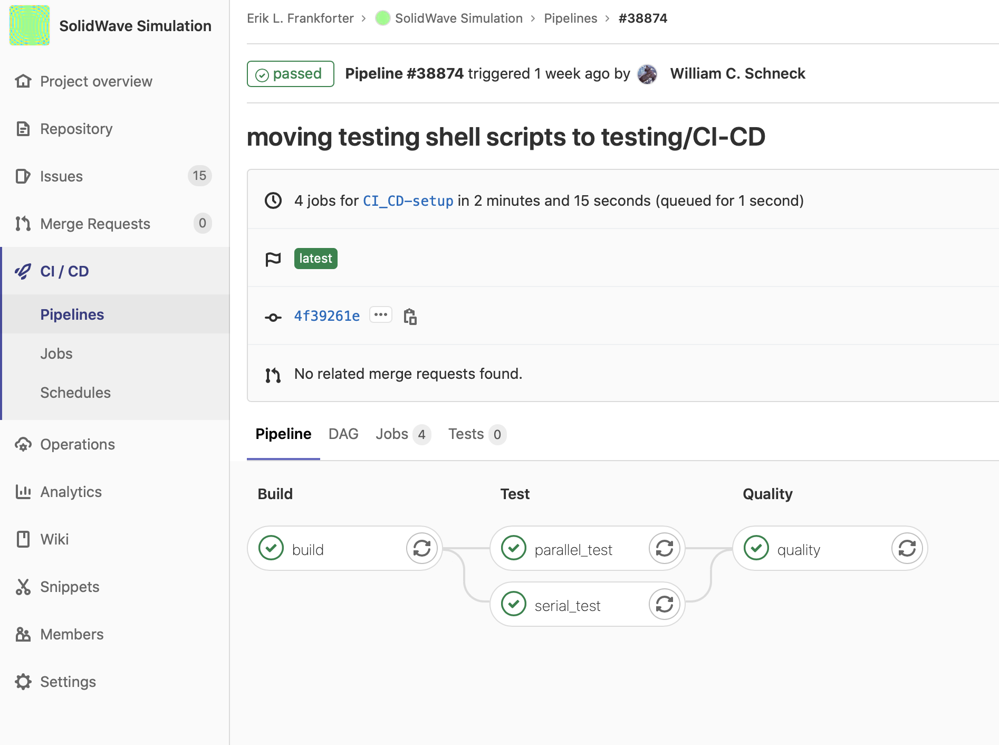 SolidWave Simulation
Project overview
Repository
Issues 15
Merge Requests 0
CI / CD
Pipelines
Jobs
Schedules
Operations
Analytics
Wiki
Snippets
Members
Settings
Erik L. Frankforter › SolidWave Simulation › Pipelines › #38874
passed Pipeline #38874 triggered 1 week ago by William C. Schneck
moving testing shell scripts to testing/CI-CD
4 jobs for CI_CD-setup in 2 minutes and 15 seconds (queued for 1 second)
latest
4f39261e ...
No related merge requests found.
Pipeline DAG Jobs 4 Tests 0
Build Test Quality
build parallel_test quality
serial_test